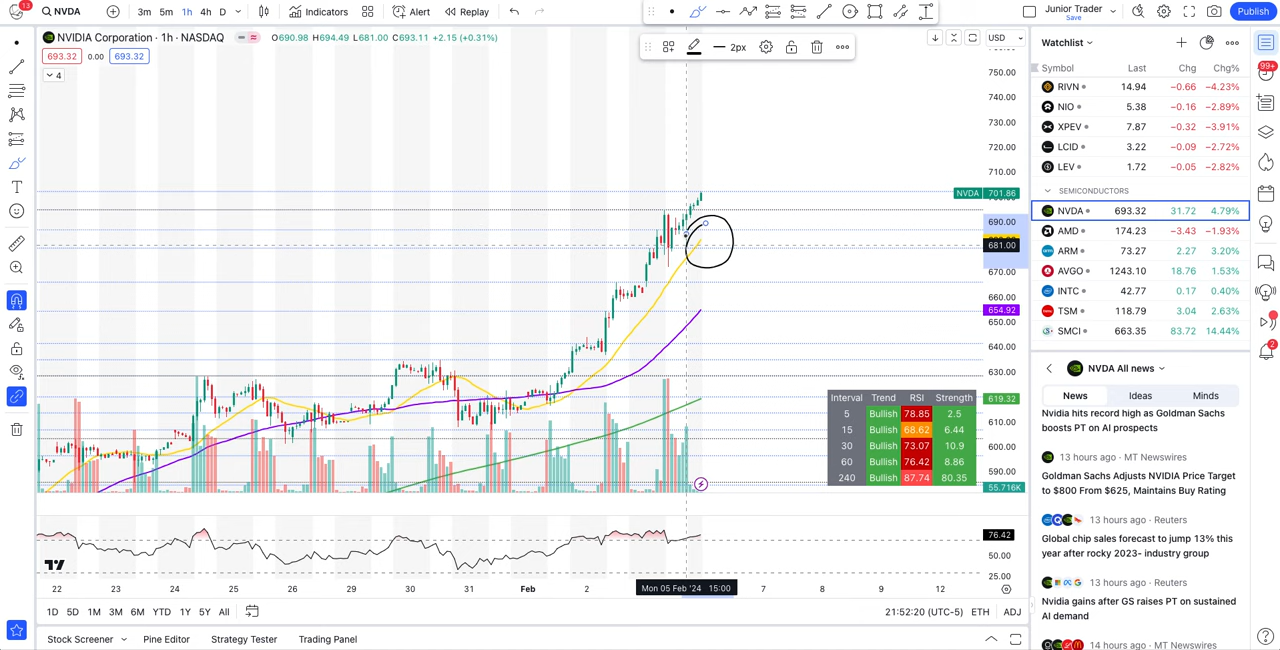 13
NVDA
3m 5m 1h 4h D
Indicators
Alert
Replay
Junior Trader
Save
Publish
NVIDIA Corporation · 1h · NASDAQ
O690.98 H694.49 L681.00 C693.11 +2.15 (+0.31%)
693.32 0.00 693.32
4
2px
USD
750.00
740.00
730.00
720.00
710.00
NVDA 701.86
690.00
681.00
670.00
660.00
654.92
650.00
640.00
630.00
619.32
610.00
600.00
590.00
55.716K
Interval Trend RSI Strength
5 Bullish 78.85 2.5
15 Bullish 68.62 6.44
30 Bullish 73.07 10.9
60 Bullish 76.42 8.86
240 Bullish 87.74 80.35
76.42
50.00
25.00
22 23 24 25 26 29 30 31 Feb 2 Mon 05 Feb '24 15:00 7 8 9 12
1D 5D 1M 3M 6M YTD 1Y 5Y All
21:52:20 (UTC-5) ETH ADJ
Stock Screener Pine Editor Strategy Tester Trading Panel
Watchlist
Symbol Last Chg Chg%
RIVN 14.94 −0.66 −4.23%
NIO 5.38 −0.16 −2.89%
XPEV 7.87 −0.32 −3.91%
LCID 3.22 −0.09 −2.72%
LEV 1.72 −0.05 −2.82%
SEMICONDUCTORS
NVDA 693.32 31.72 4.79%
AMD 174.23 −3.43 −1.93%
ARM 73.27 2.27 3.20%
AVGO 1243.10 18.76 1.53%
INTC 42.77 0.17 0.40%
TSM 118.79 3.04 2.63%
SMCI 663.35 83.72 14.44%
NVDA All news
News Ideas Minds
Nvidia hits record high as Goldman Sachs
boosts PT on AI prospects
13 hours ago · MT Newswires
Goldman Sachs Adjusts NVIDIA Price Target
to $800 From $625, Maintains Buy Rating
13 hours ago · Reuters
Global chip sales forecast to jump 13% this
year after rocky 2023- industry group
13 hours ago · Reuters
Nvidia gains after GS raises PT on sustained
AI demand
14 hours ago · MT Newswires
99+
2